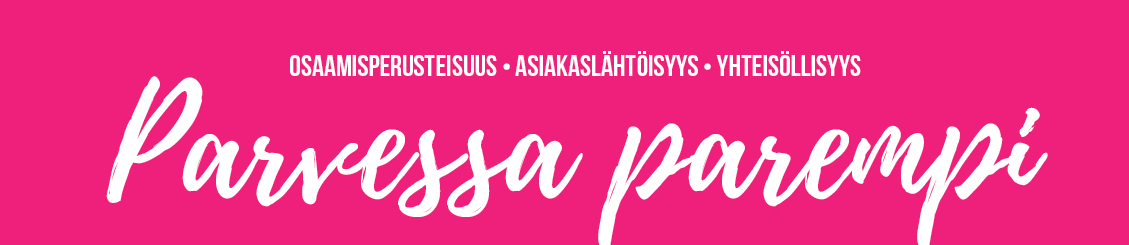 OSAAMISPERUSTEISUUS • ASIAKASLÄHTÖISYYS • YHTEISÖLLISYYS
Parvessa parempi